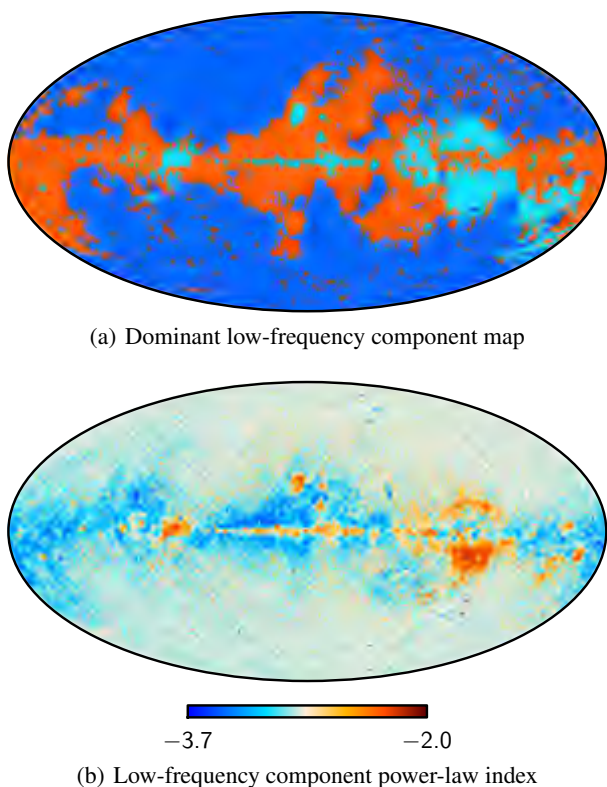 (a) Dominant low-frequency component map
−3.7 −2.0
(b) Low-frequency component power-law index